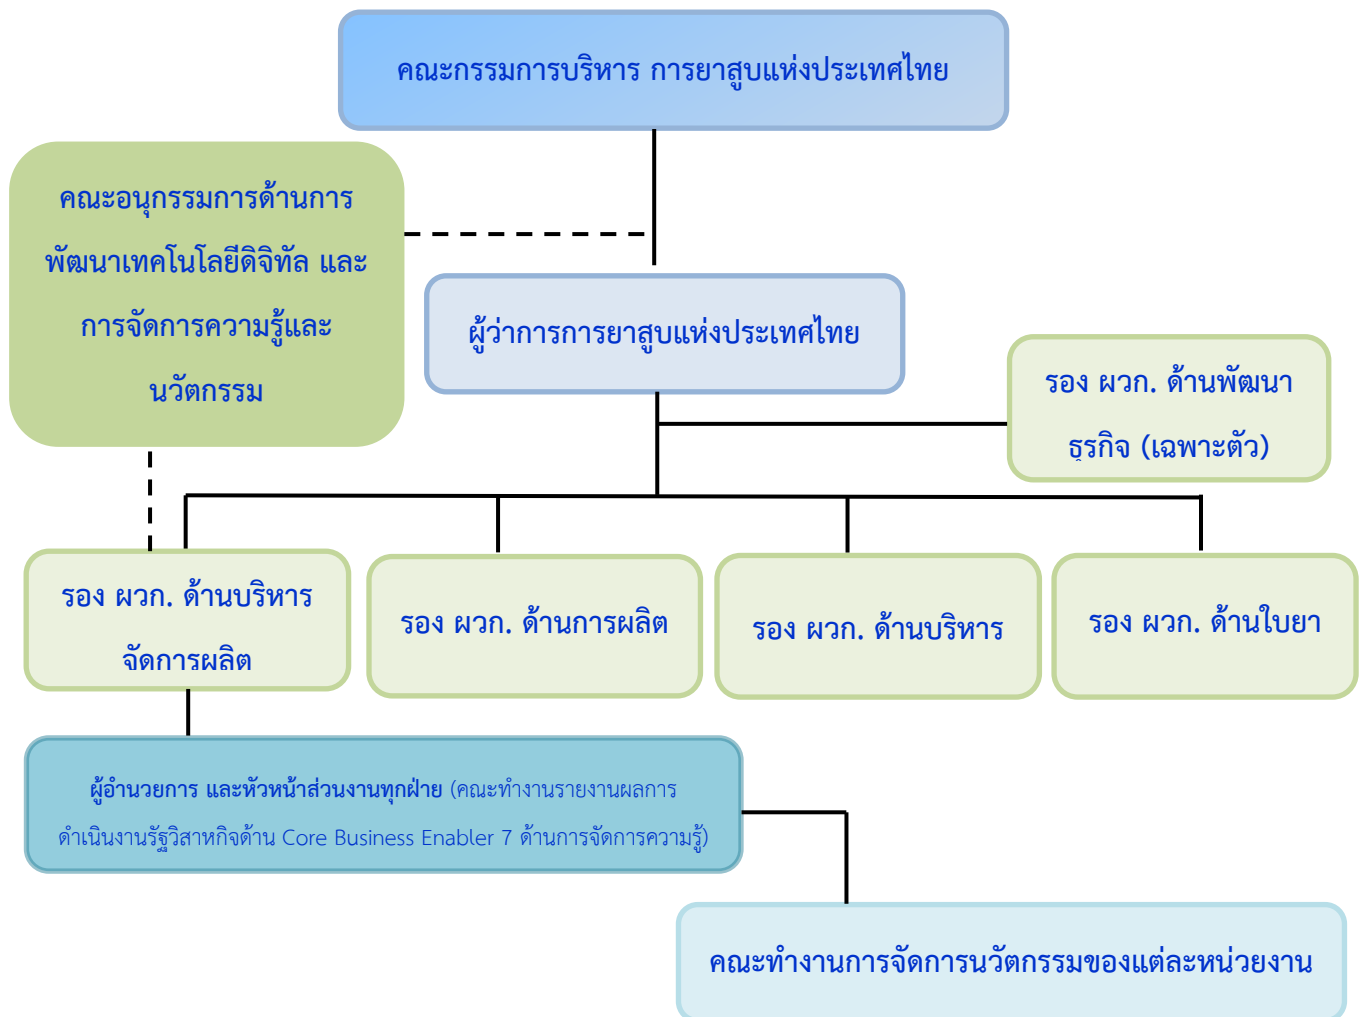 คณะกรรมการบริหาร การยาสูบแห่งประเทศไทย
คณะอนุกรรมการด้านการ
พัฒนาเทคโนโลยีดิจิทัล และ
การจัดการความรู้และ
นวัตกรรม
ผู้ว่าการการยาสูบแห่งประเทศไทย
รอง ผวก. ด้านพัฒนา
ธุรกิจ (เฉพาะตัว)
รอง ผวก. ด้านบริหาร
จัดการผลิต
รอง ผวก. ด้านการผลิต
รอง ผวก. ด้านบริหาร
รอง ผวก. ด้านใบยา
ผู้อำนวยการ และหัวหน้าส่วนงานทุกฝ่าย (คณะทำงานรายงานผลการ
ดำเนินงานรัฐวิสาหกิจด้าน Core Business Enabler 7 ด้านการจัดการความรู้)
คณะทำงานการจัดการนวัตกรรมของแต่ละหน่วยงาน